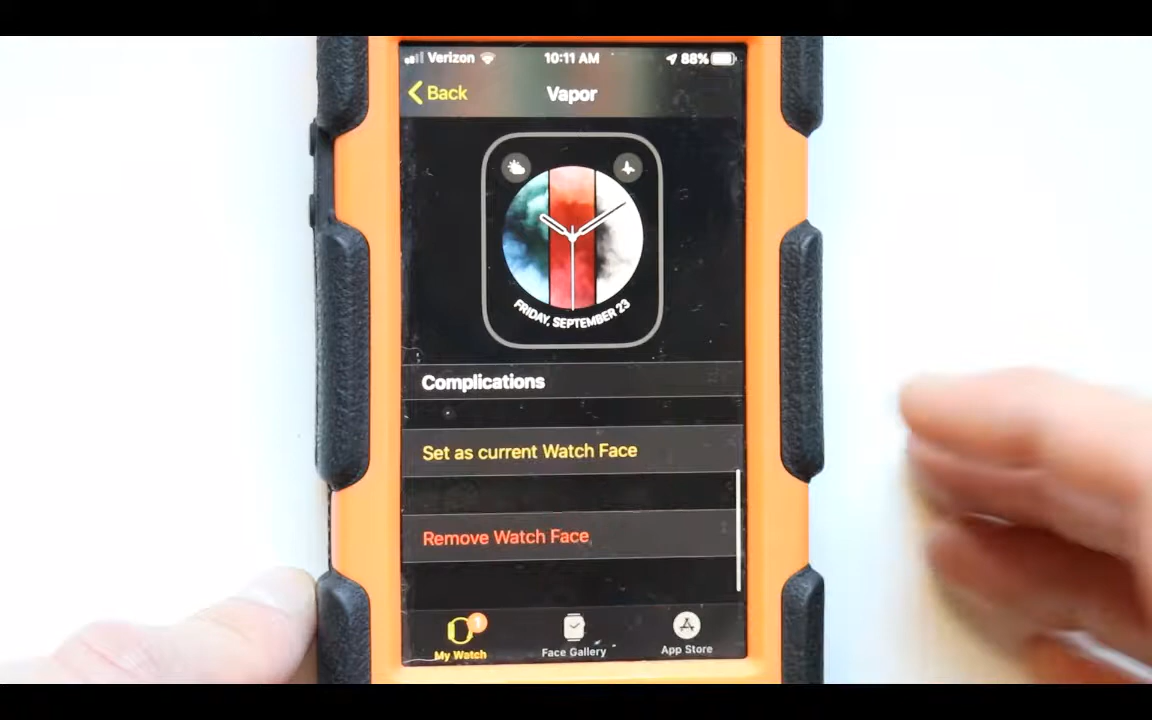 Verizon 10:11 AM 88%
Back Vapor
FRIDAY, SEPTEMBER 23
Complications
Set as current Watch Face
Remove Watch Face
1
My Watch Face Gallery App Store